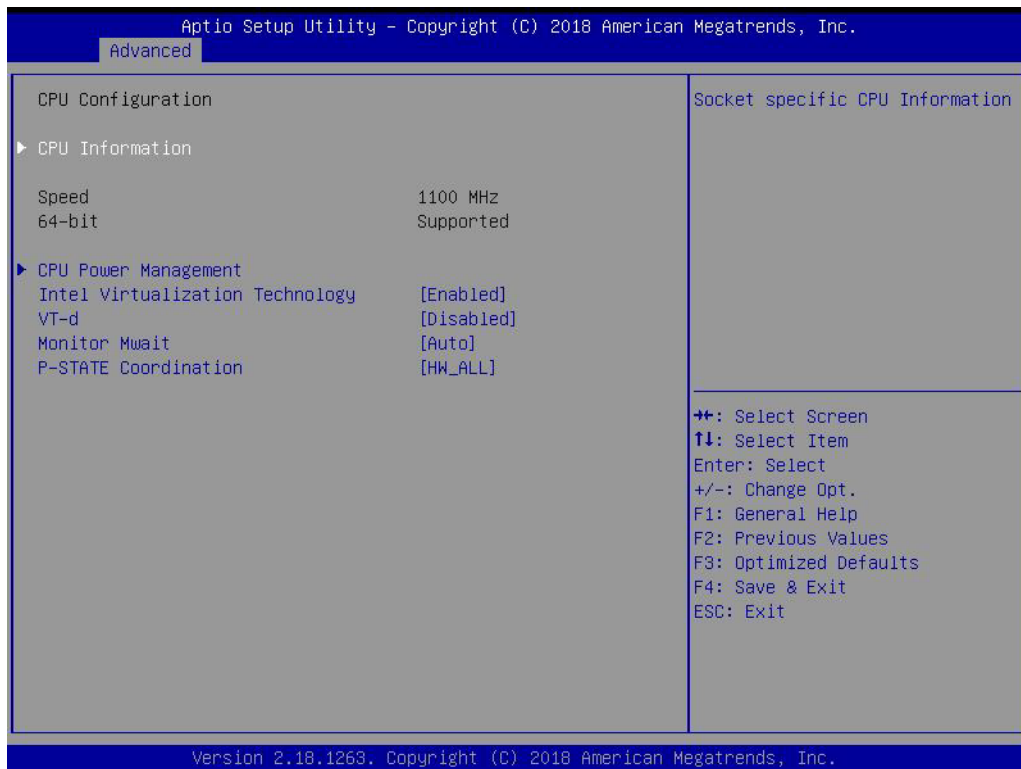 Aptio Setup Utility – Copyright (C) 2018 American Megatrends, Inc.
Advanced
CPU Configuration
CPU Information
Speed 1100 MHz
64-bit Supported
CPU Power Management
Intel Virtualization Technology [Enabled]
VT-d [Disabled]
Monitor Mwait [Auto]
P-STATE Coordination [HW_ALL]
Socket specific CPU Information
→←: Select Screen
↑↓: Select Item
Enter: Select
+/-: Change Opt.
F1: General Help
F2: Previous Values
F3: Optimized Defaults
F4: Save & Exit
ESC: Exit
Version 2.18.1263. Copyright (C) 2018 American Megatrends, Inc.